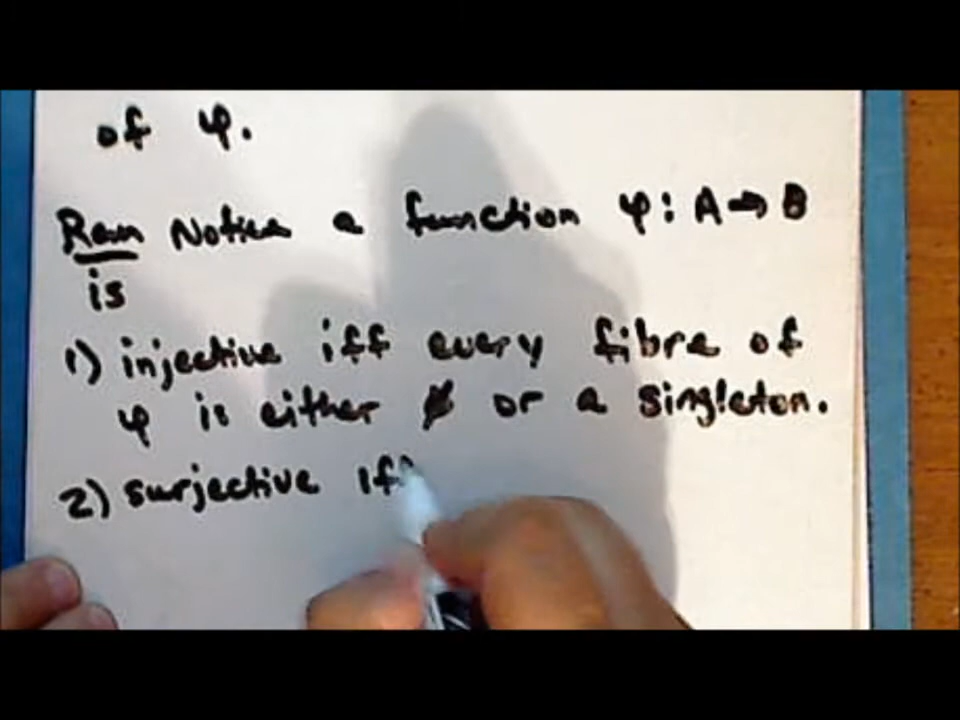 of φ.
Rem Notice a function φ: A → B
is
1) injective iff every fibre of
φ is either ∅ or a singleton.
2) surjective iff